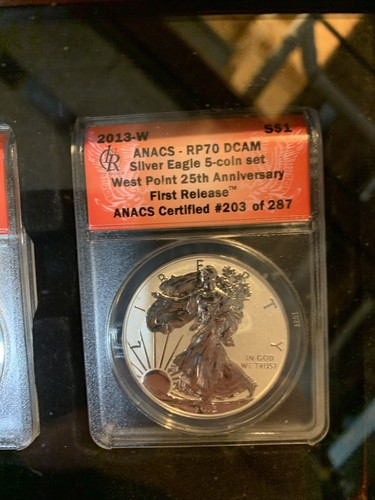 2013-W S$1
ANACS - RP70 DCAM
Silver Eagle 5-coin set
West Point 25th Anniversary
First Release™
ANACS Certified #203 of 287
LIBERTY
IN GOD
WE TRUST